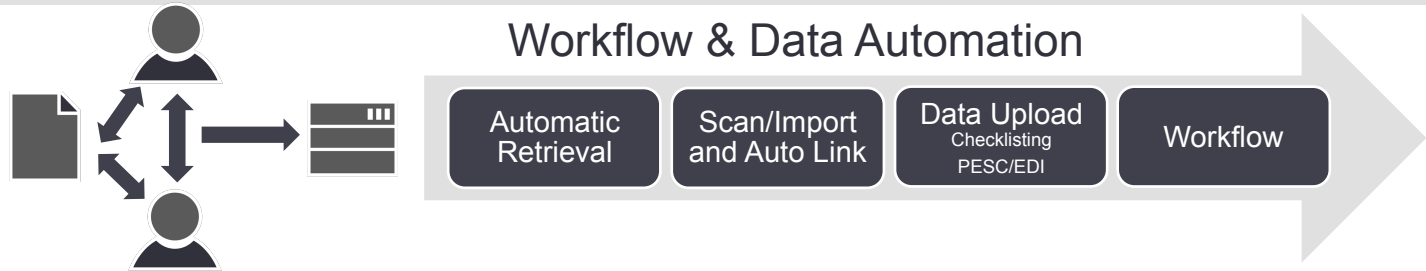 Workflow & Data Automation
Automatic
Retrieval
Scan/Import
and Auto Link
Data Upload
Checklisting
PESC/EDI
Workflow